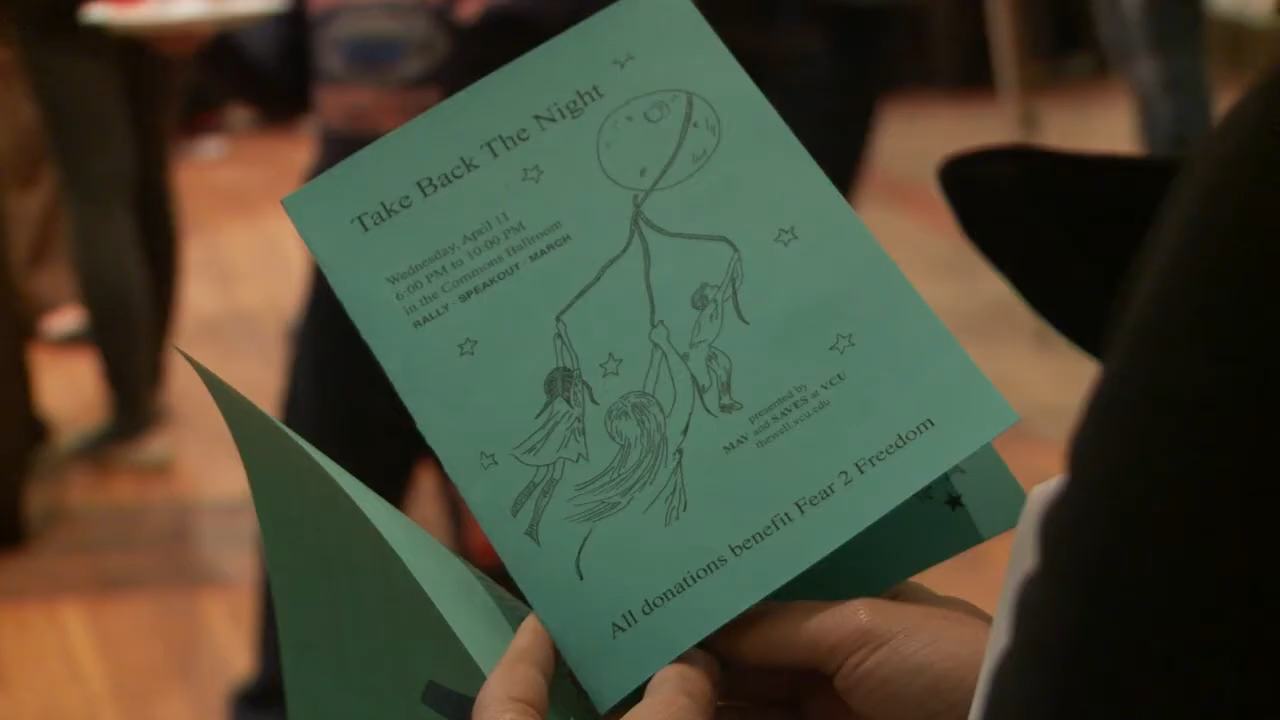 Take Back The Night
Wednesday, April 11
6:00 PM to 10:00 PM
in the Commons Ballroom
RALLY · SPEAKOUT · MARCH
presented by
MAV and SAVES at VCU
thewell.vcu.edu
All donations benefit Fear 2 Freedom